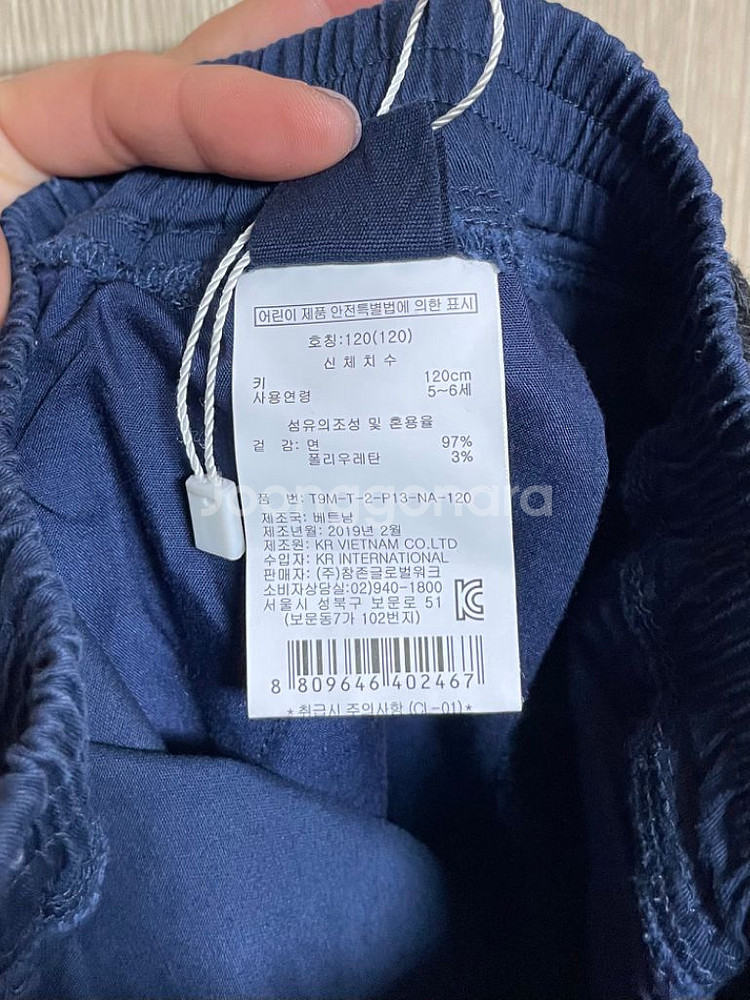 어린이 제품 안전특별법에 의한 표시
호칭:120(120)
신 체 치 수
키 120cm
사용연령 5~6세
섬유의조성 및 혼용율
겉 감: 면 97%
폴리우레탄 3%
joonggonara
품 번: T9M-T-2-P13-NA-120
제조국: 베트남
제조년월: 2019년 2월
제조원: KR VIETNAM CO.LTD
수입자: KR INTERNATIONAL
판매자: (주)창존글로벌워크
소비자상담실:02)940-1800
서울시 성북구 보문로 51
(보문동7가 102번지)
8 809646 402467
*취급시 주의사항(CL-01)*